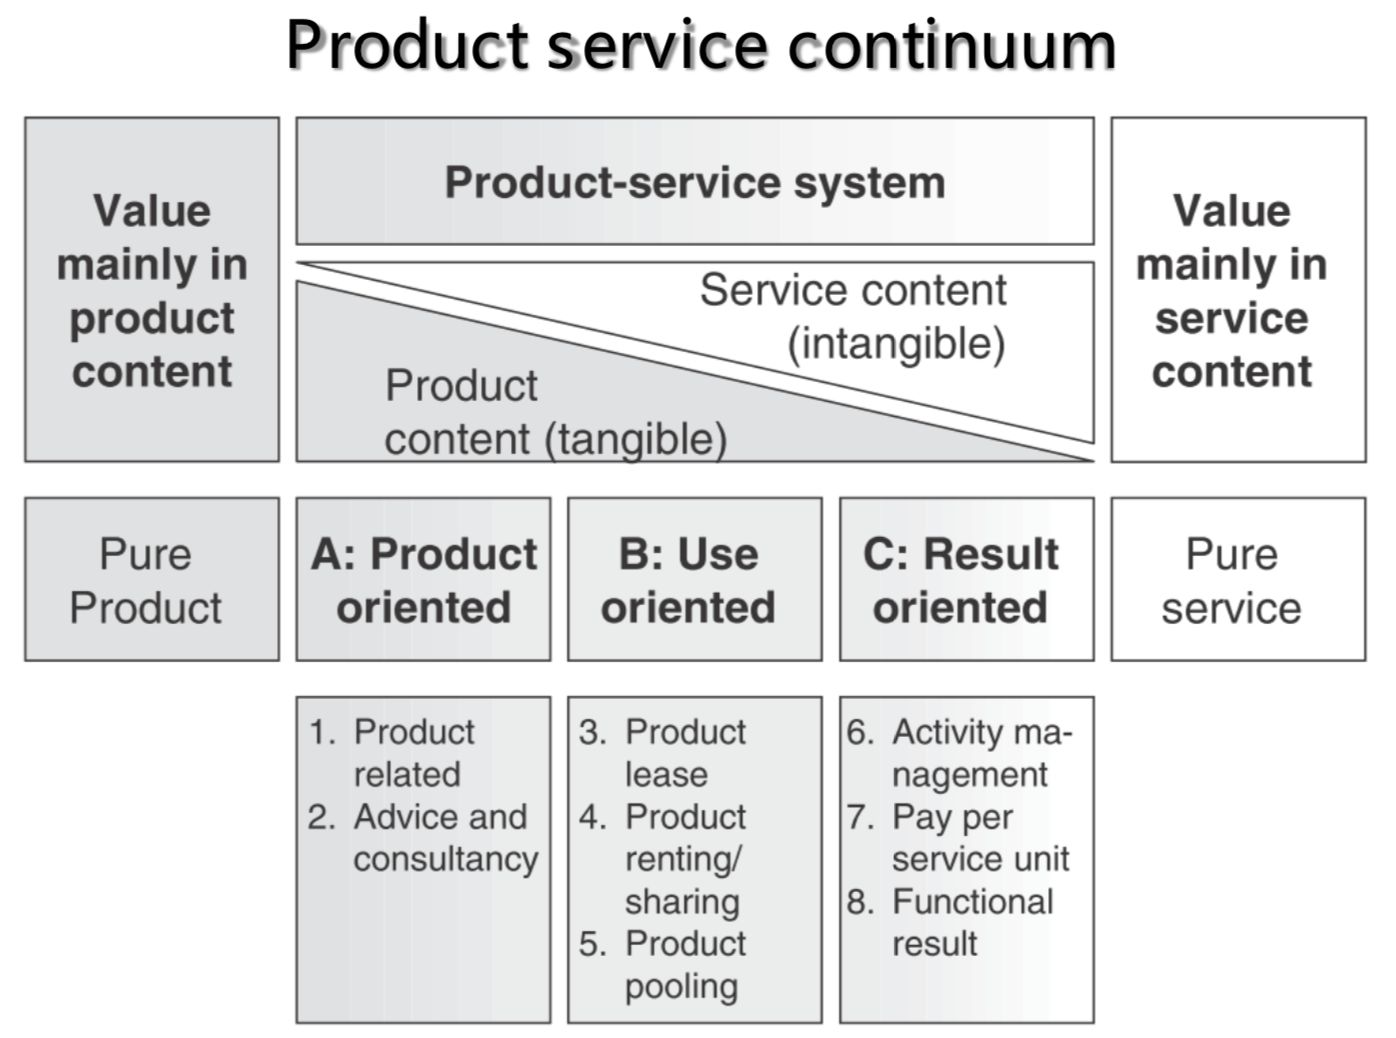 Product service continuum
Value
mainly in
product
content
Product-service system
Service content
(intangible)
Product
content (tangible)
Value
mainly in
service
content
Pure
Product
A: Product
oriented
B: Use
oriented
C: Result
oriented
Pure
service
1. Product
related
2. Advice and
consultancy
3. Product
lease
4. Product
renting/
sharing
5. Product
pooling
6. Activity ma-
nagement
7. Pay per
service unit
8. Functional
result